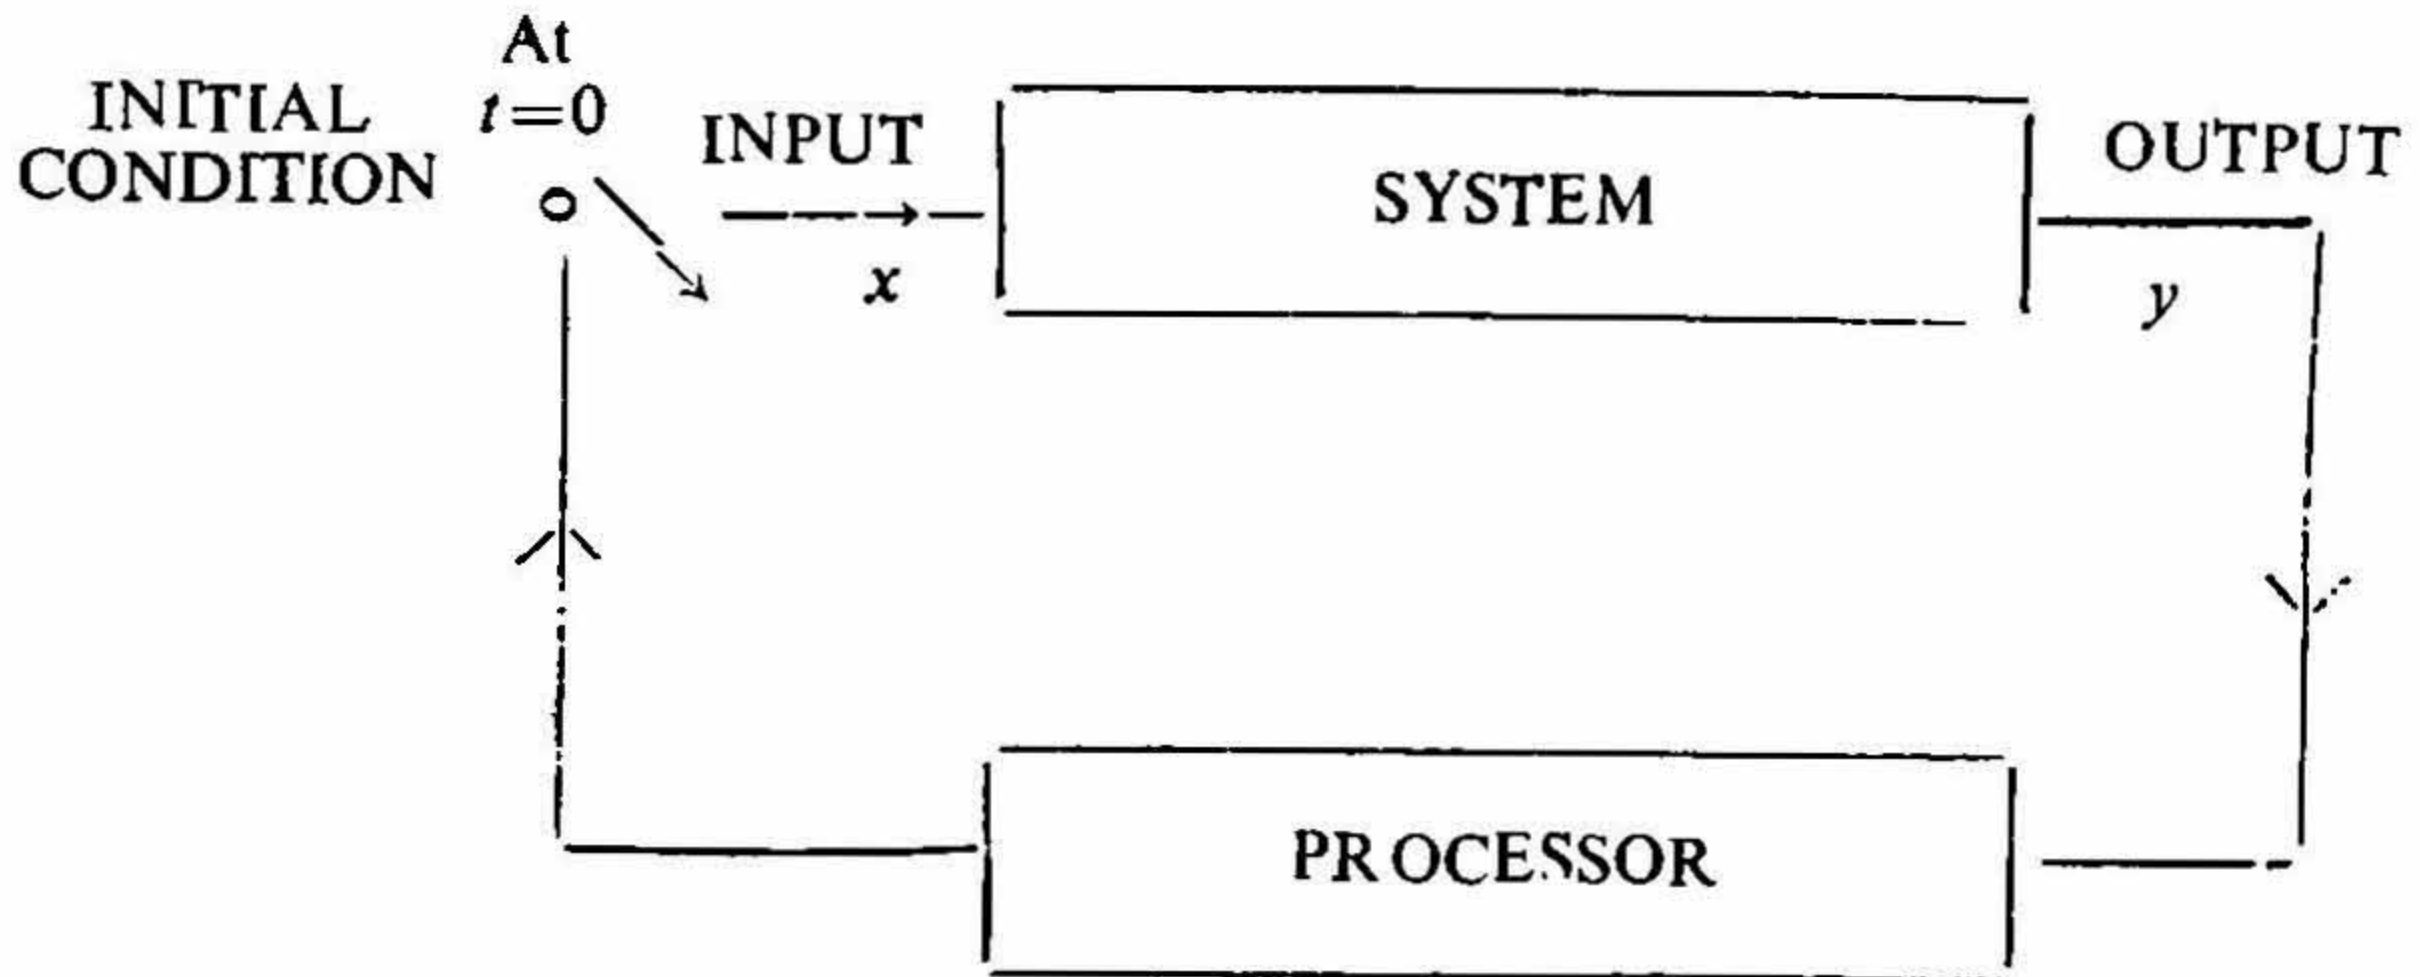 At
t=0
INITIAL
CONDITION
INPUT
x
SYSTEM
OUTPUT
y
PROCESSOR